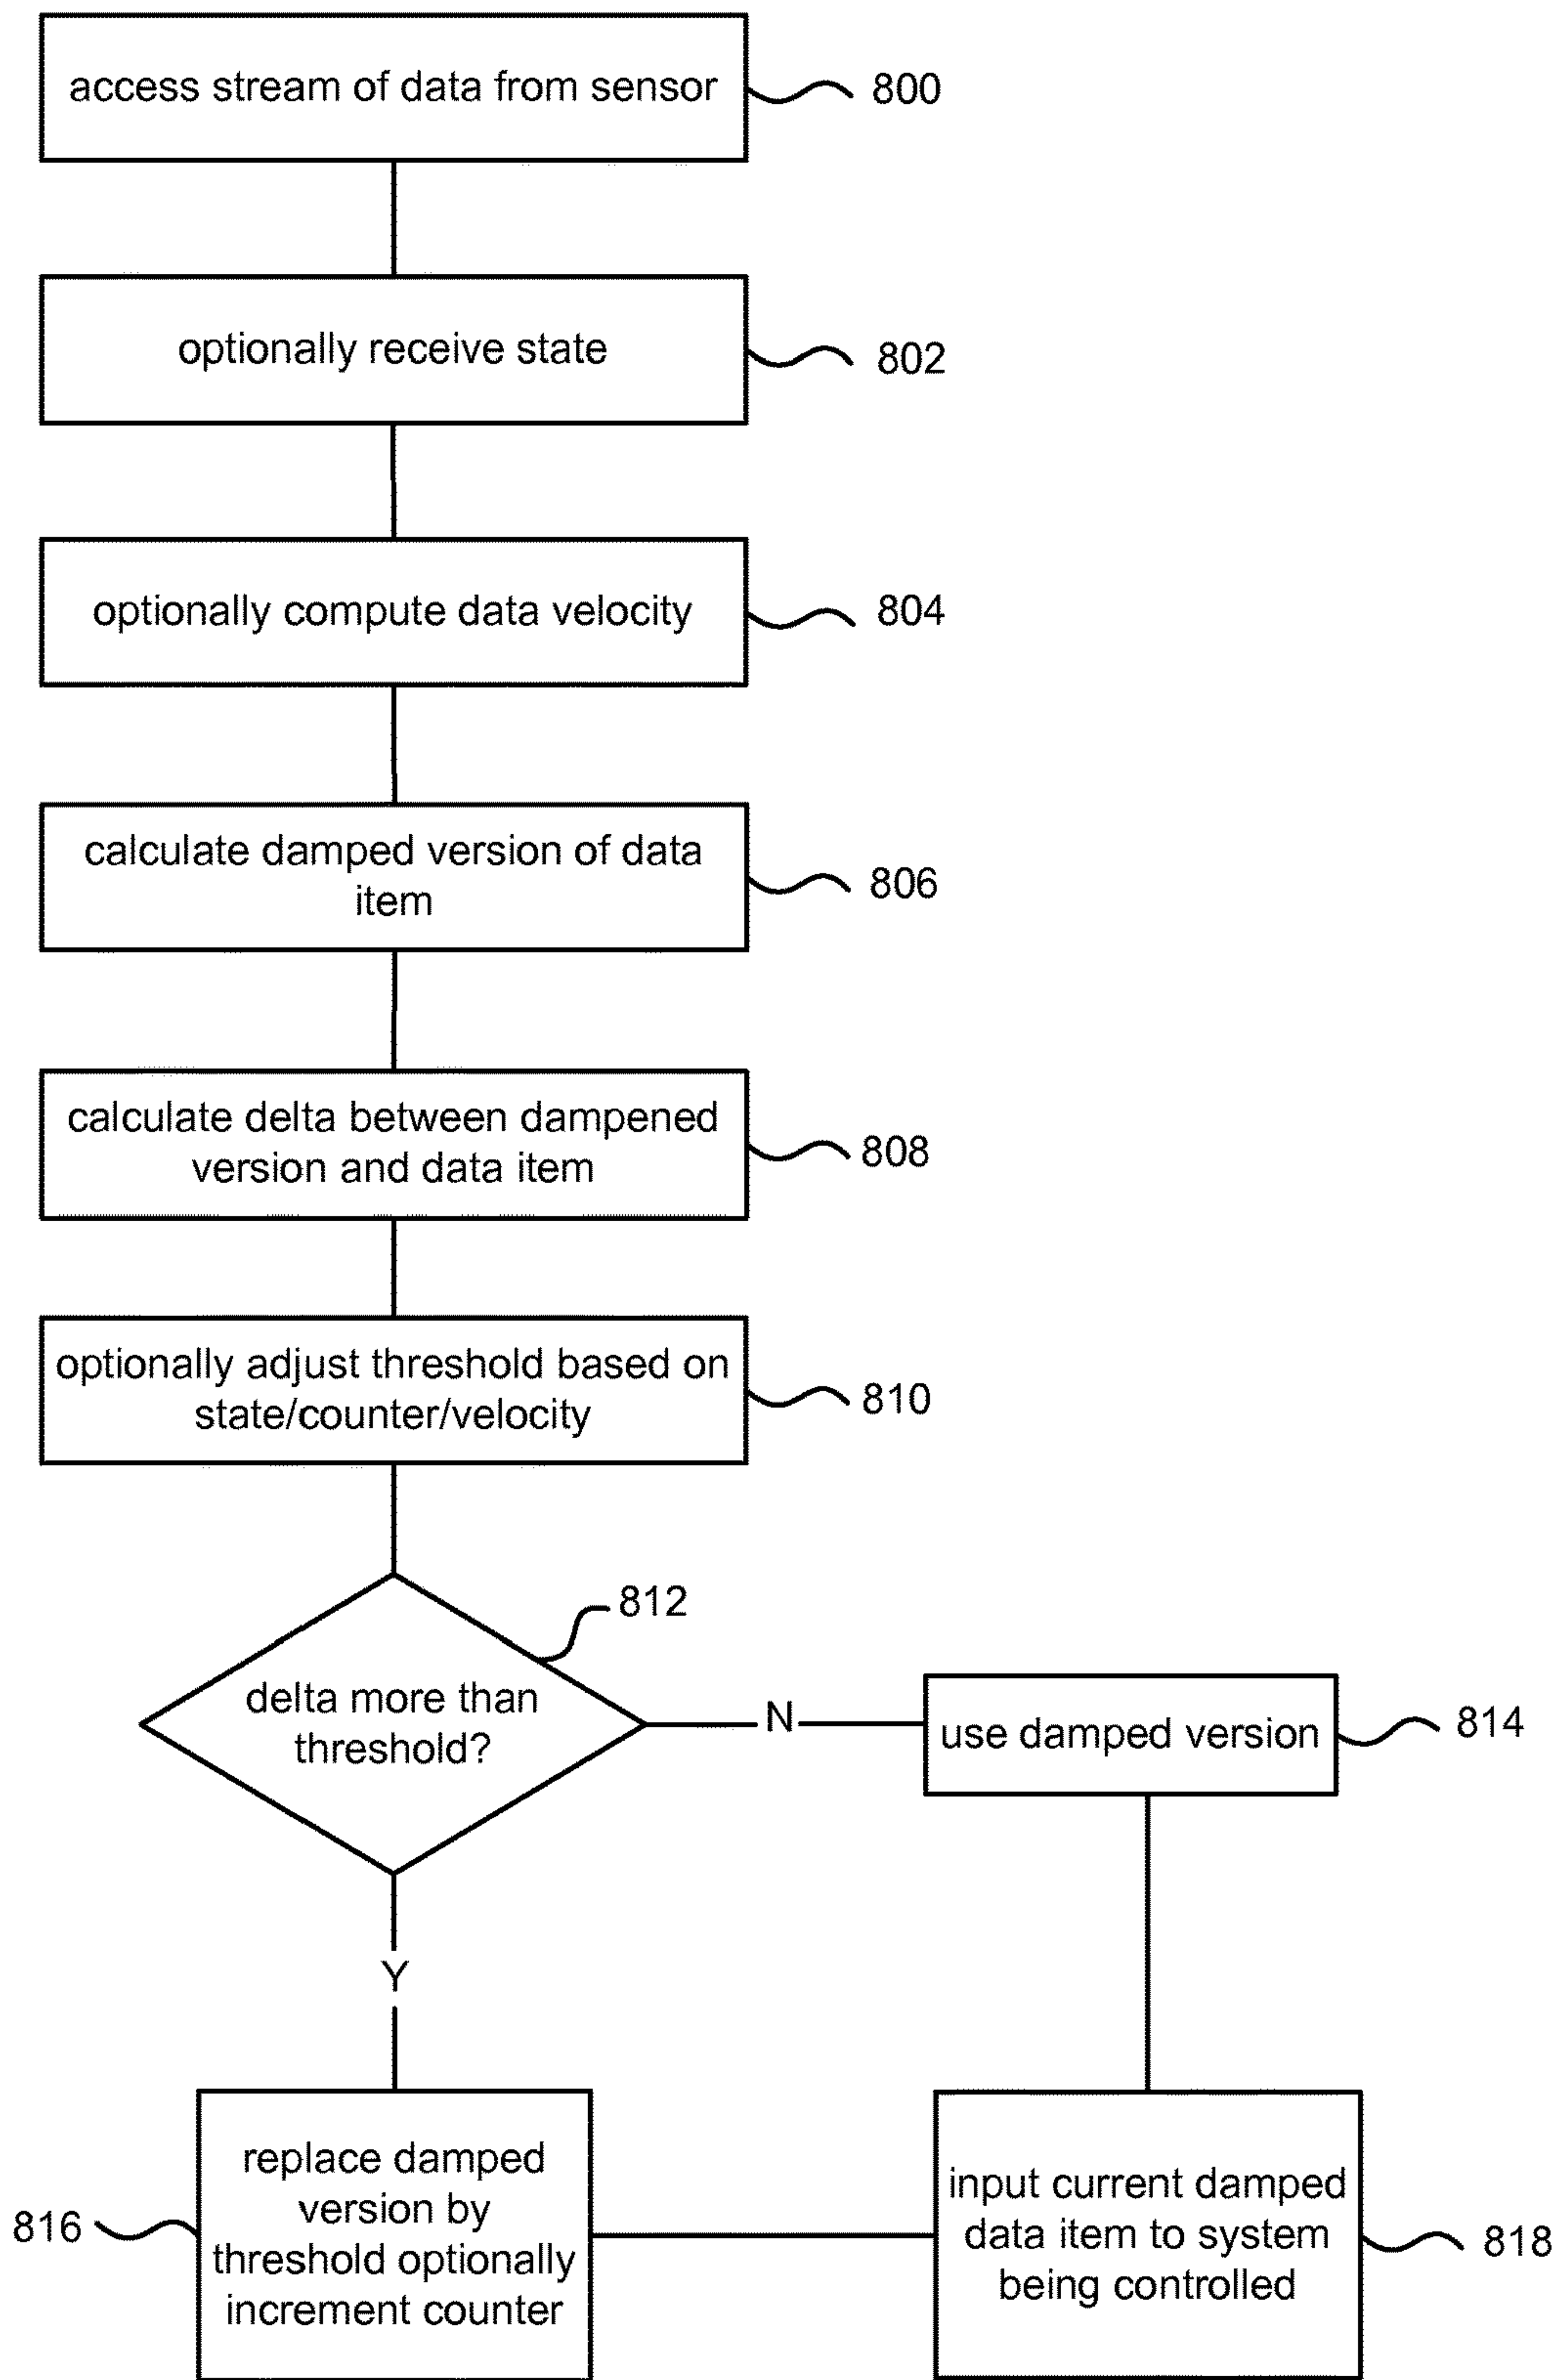 access stream of data from sensor
800
optionally receive state
802
optionally compute data velocity
804
calculate damped version of data
item
806
calculate delta between dampened
version and data item
808
optionally adjust threshold based on
state/counter/velocity
810
812
delta more than
threshold?
N
use damped version
814
Y
816
replace damped
version by
threshold optionally
increment counter
input current damped
data item to system
being controlled
818